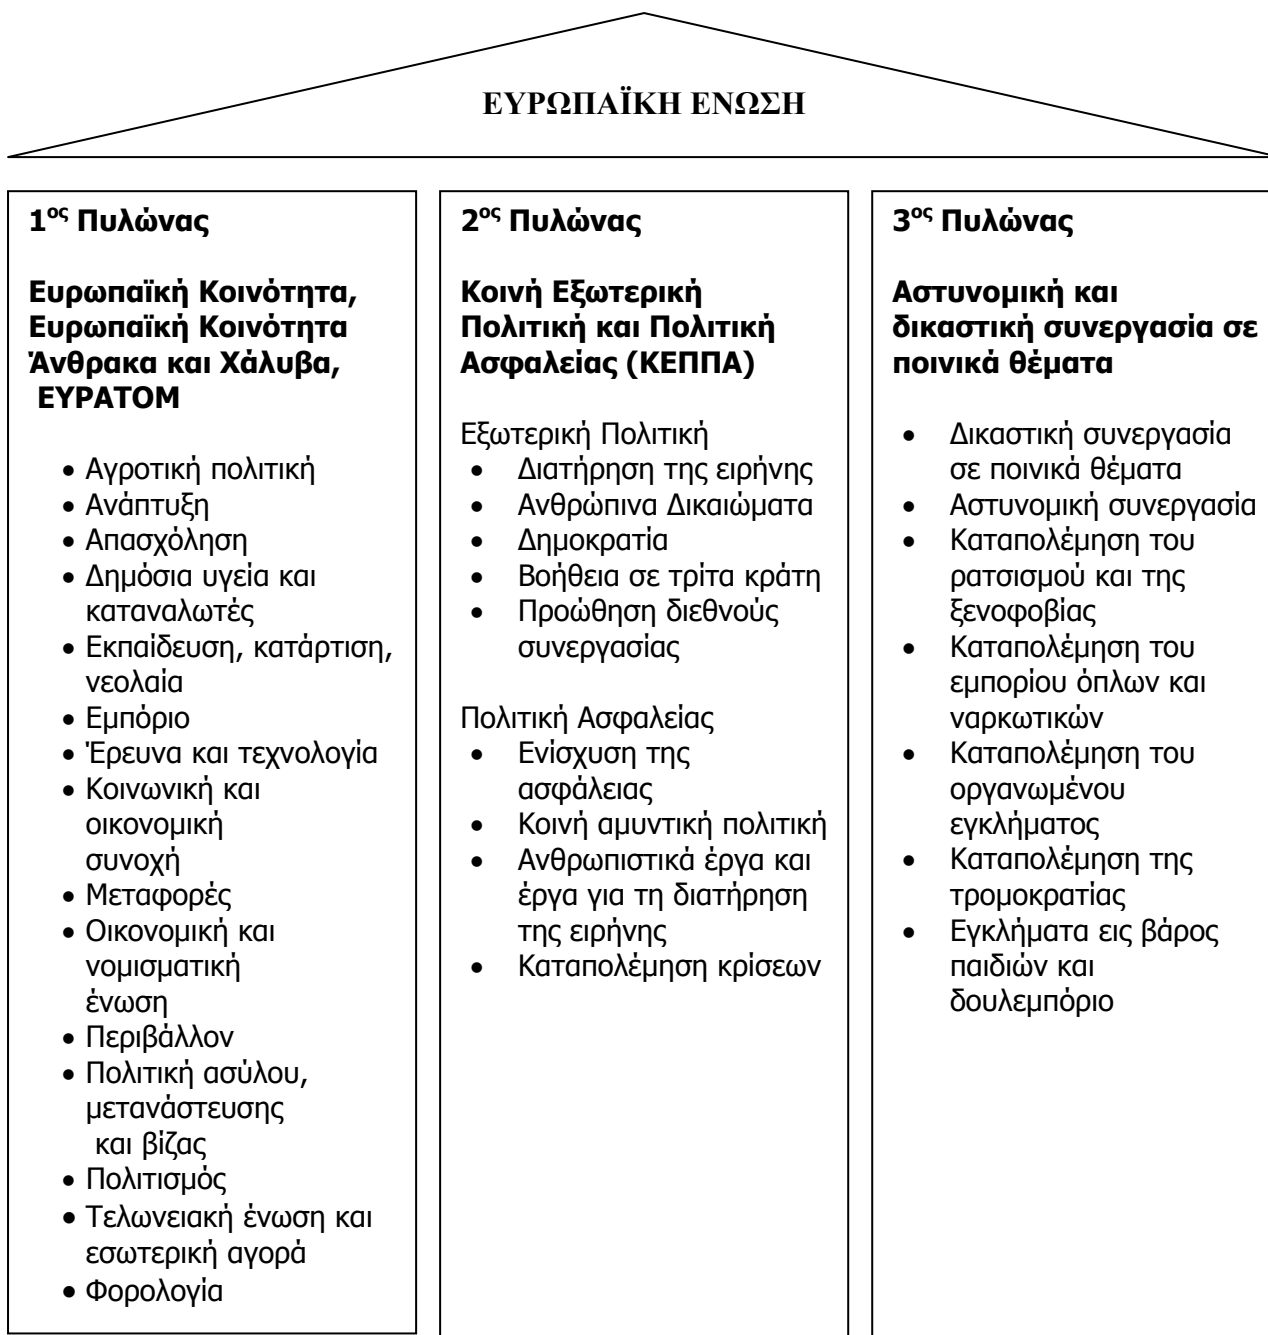 ΕΥΡΩΠΑΪΚΗ ΕΝΩΣΗ
1ος Πυλώνας
Ευρωπαϊκή Κοινότητα,
Ευρωπαϊκή Κοινότητα
Άνθρακα και Χάλυβα,
ΕΥΡΑΤΟΜ
• Αγροτική πολιτική
• Ανάπτυξη
• Απασχόληση
• Δημόσια υγεία και
καταναλωτές
• Εκπαίδευση, κατάρτιση,
νεολαία
• Εμπόριο
• Έρευνα και τεχνολογία
• Κοινωνική και
οικονομική
συνοχή
• Μεταφορές
• Οικονομική και
νομισματική
ένωση
• Περιβάλλον
• Πολιτική ασύλου,
μετανάστευσης
και βίζας
• Πολιτισμός
• Τελωνειακή ένωση και
εσωτερική αγορά
• Φορολογία
2ος Πυλώνας
Κοινή Εξωτερική
Πολιτική και Πολιτική
Ασφαλείας (ΚΕΠΠΑ)
Εξωτερική Πολιτική
• Διατήρηση της ειρήνης
• Ανθρώπινα Δικαιώματα
• Δημοκρατία
• Βοήθεια σε τρίτα κράτη
• Προώθηση διεθνούς
συνεργασίας
Πολιτική Ασφαλείας
• Ενίσχυση της
ασφάλειας
• Κοινή αμυντική πολιτική
• Ανθρωπιστικά έργα και
έργα για τη διατήρηση
της ειρήνης
• Καταπολέμηση κρίσεων
3ος Πυλώνας
Αστυνομική και
δικαστική συνεργασία σε
ποινικά θέματα
• Δικαστική συνεργασία
σε ποινικά θέματα
• Αστυνομική συνεργασία
• Καταπολέμηση του
ρατσισμού και της
ξενοφοβίας
• Καταπολέμηση του
εμπορίου όπλων και
ναρκωτικών
• Καταπολέμηση του
οργανωμένου
εγκλήματος
• Καταπολέμηση της
τρομοκρατίας
• Εγκλήματα εις βάρος
παιδιών και
δουλεμπόριο